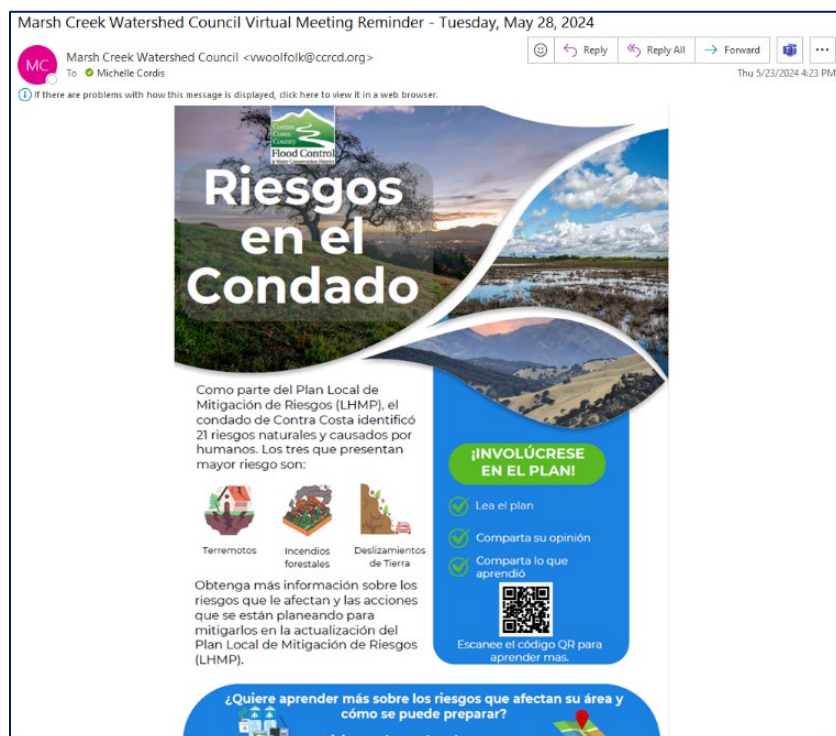 Marsh Creek Watershed Council Virtual Meeting Reminder - Tuesday, May 28, 2024
MC
Marsh Creek Watershed Council <vwoolfolk@ccrcd.org>
To Michelle Cordis
Reply
Reply All
Forward
Thu 5/23/2024 4:23 PM
If there are problems with how this message is displayed, click here to view it in a web browser.
Contra
Costa
County
Flood Control
& Water Conservation District
Riesgos
en el
Condado
Como parte del Plan Local de
Mitigación de Riesgos (LHMP), el
condado de Contra Costa identificó
21 riesgos naturales y causados por
humanos. Los tres que presentan
mayor riesgo son:
Terremotos
Incendios
forestales
Deslizamientos
de Tierra
Obtenga más información sobre los
riesgos que le afectan y las acciones
que se están planeando para
mitigarlos en la actualización del
Plan Local de Mitigación de Riesgos
(LHMP).
¡INVOLÚCRESE
EN EL PLAN!
Lea el plan
Comparta su opinión
Comparta lo que
aprendió
Escanee el código QR para
aprender mas.
¿Quiere aprender más sobre los riesgos que afectan su área y
cómo se puede preparar?